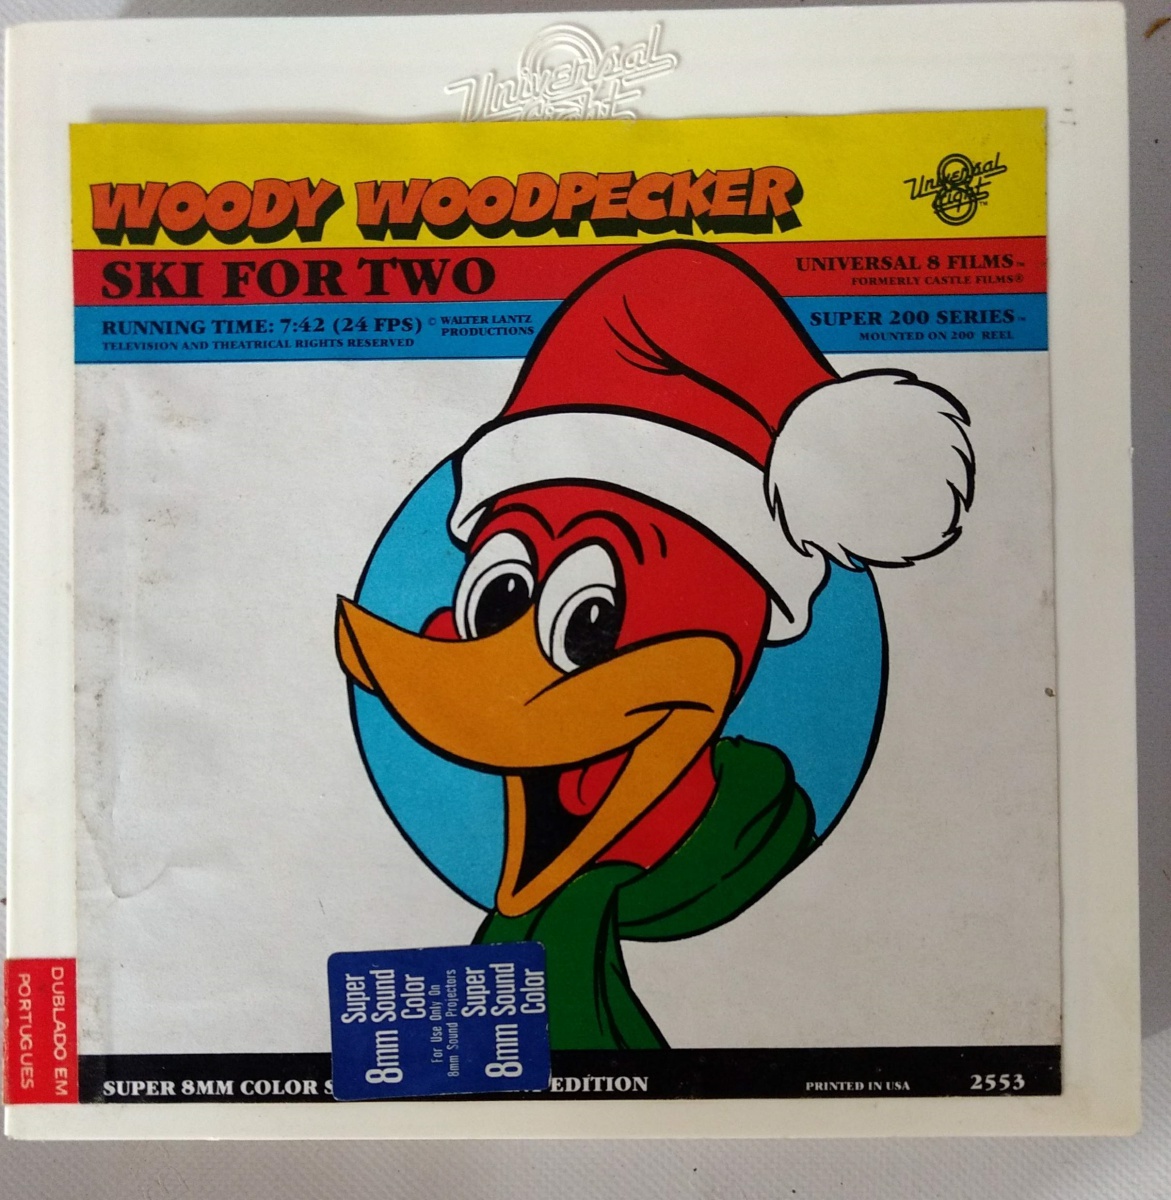 Universal
Eight
WOODY WOODPECKER
Universal
Eight™
SKI FOR TWO
UNIVERSAL 8 FILMS™
FORMERLY CASTLE FILMS®
RUNNING TIME: 7:42 (24 FPS)
© WALTER LANTZ
PRODUCTIONS
TELEVISION AND THEATRICAL RIGHTS RESERVED
SUPER 200 SERIES™
MOUNTED ON 200' REEL
DUBLADO EM
PORTUGUES
Super
8mm Sound
Color
For Use Only On
8mm Sound Projectors
Super
8mm Sound
Color
SUPER 8MM COLOR
EDITION
PRINTED IN USA
2553